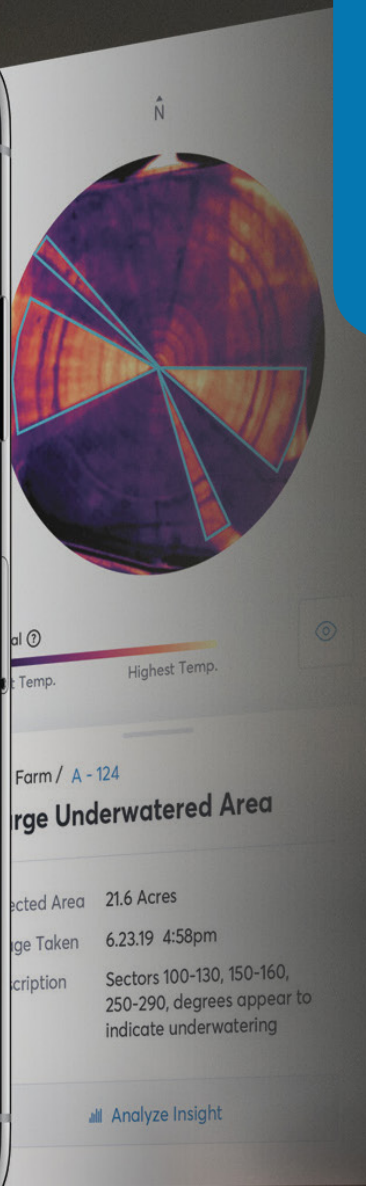 N
al ?
t Temp.
Highest Temp.
Farm / A - 124
rge Underwatered Area
ected Area 21.6 Acres
ge Taken 6.23.19 4:58pm
cription Sectors 100-130, 150-160,
250-290, degrees appear to
indicate underwatering
Analyze Insight